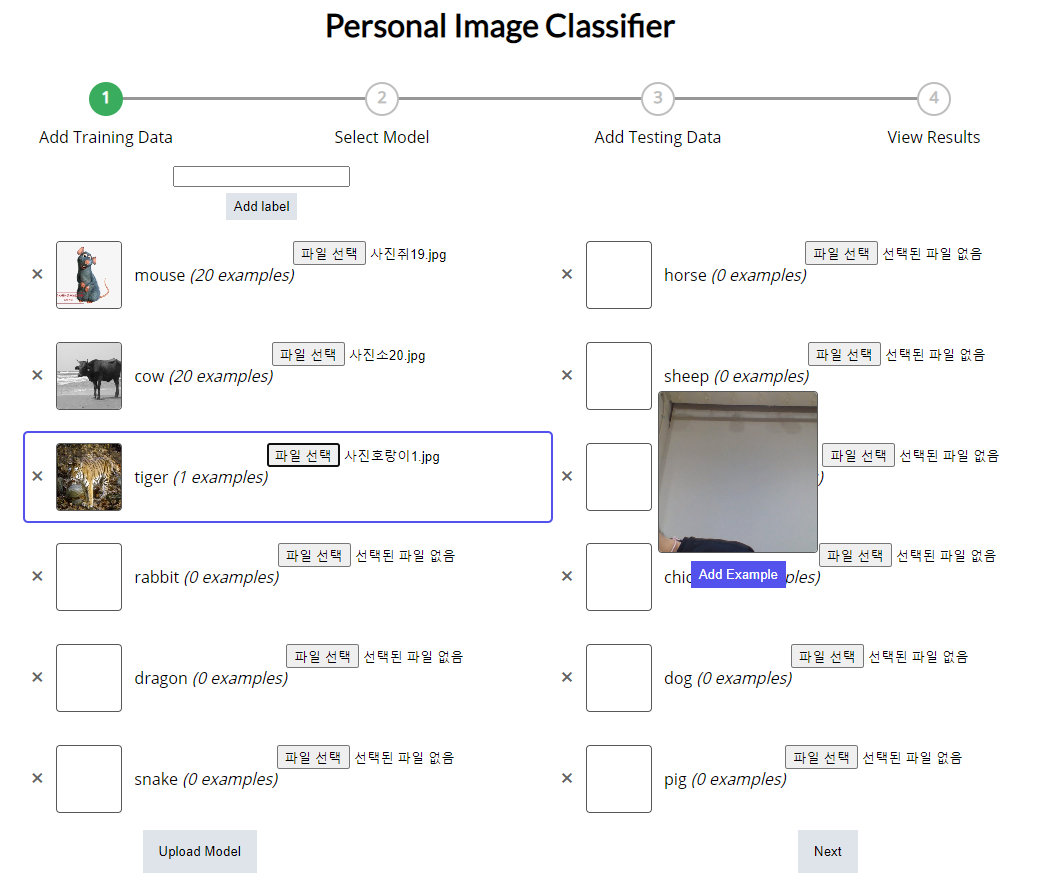 Personal Image Classifier
1 2 3 4
Add Training Data Select Model Add Testing Data View Results
Add label
파일 선택 사진쥐19.jpg
× mouse (20 examples)
파일 선택 선택된 파일 없음
× horse (0 examples)
파일 선택 사진소20.jpg
× cow (20 examples)
파일 선택 선택된 파일 없음
× sheep (0 examples)
파일 선택 사진호랑이1.jpg
× tiger (1 examples)
파일 선택 선택된 파일 없음
×
파일 선택 선택된 파일 없음
× rabbit (0 examples)
파일 선택 선택된 파일 없음
× Add Example
파일 선택 선택된 파일 없음
× dragon (0 examples)
파일 선택 선택된 파일 없음
× dog (0 examples)
파일 선택 선택된 파일 없음
× snake (0 examples)
파일 선택 선택된 파일 없음
× pig (0 examples)
Upload Model
Next